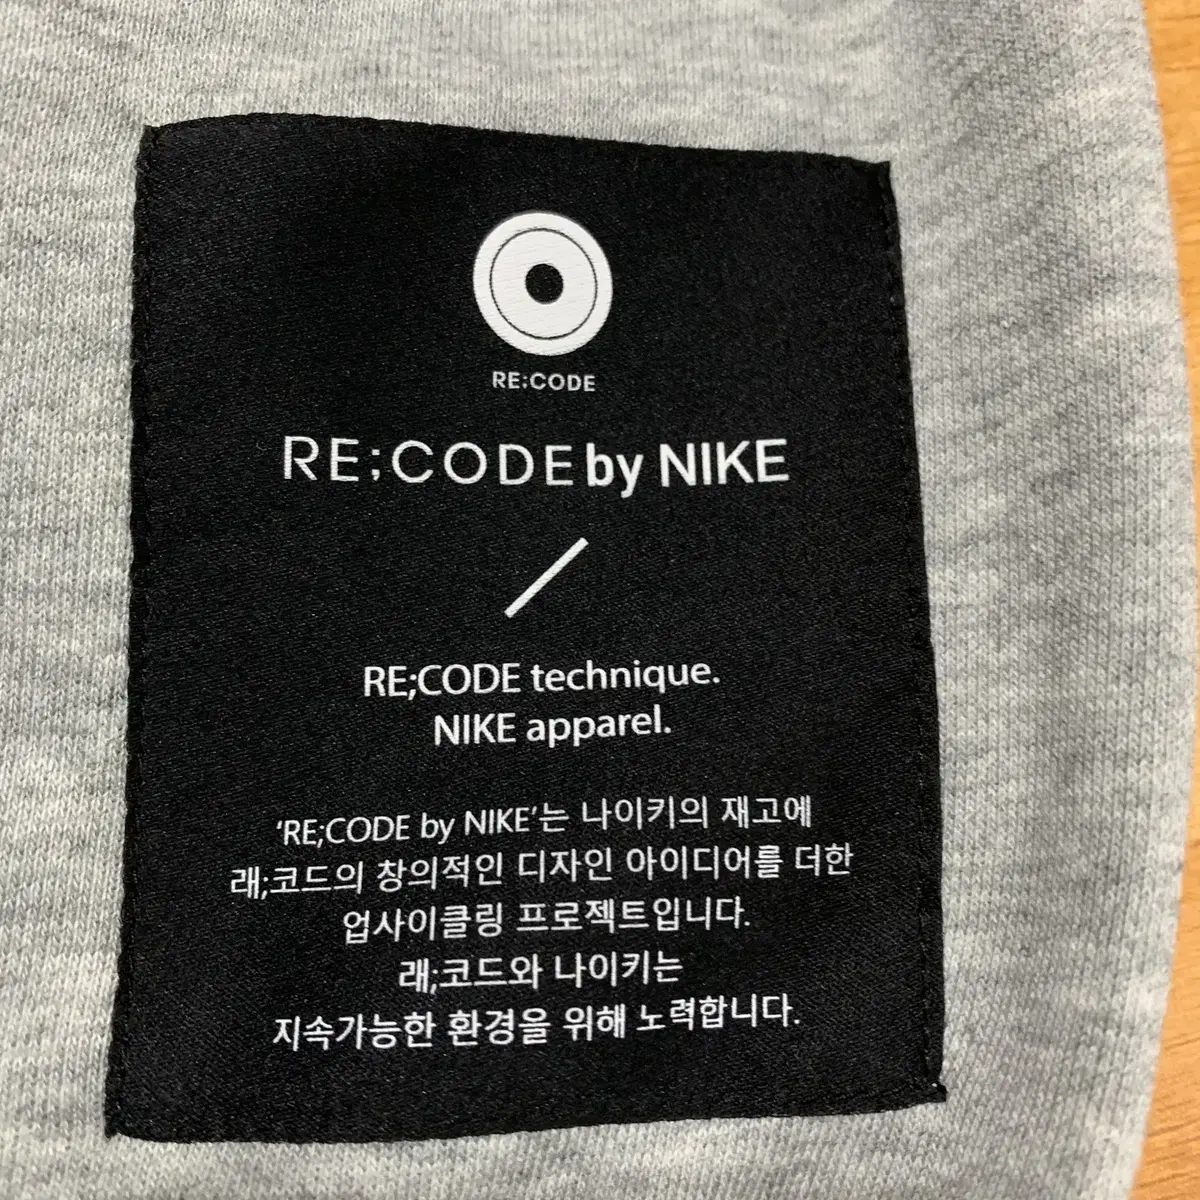 RE;CODE
RE;CODE by NIKE
RE;CODE technique.
NIKE apparel.
‘RE;CODE by NIKE’는 나이키의 재고에
래;코드의 창의적인 디자인 아이디어를 더한
업사이클링 프로젝트입니다.
래;코드와 나이키는
지속가능한 환경을 위해 노력합니다.